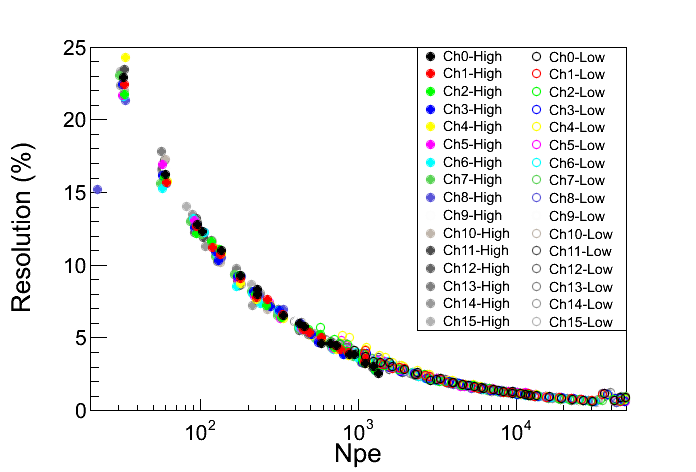 25
20
15
10
5
0
Resolution (%)
10²
10³
10⁴
Npe
Ch0-High Ch0-Low
Ch1-High Ch1-Low
Ch2-High Ch2-Low
Ch3-High Ch3-Low
Ch4-High Ch4-Low
Ch5-High Ch5-Low
Ch6-High Ch6-Low
Ch7-High Ch7-Low
Ch8-High Ch8-Low
Ch9-High Ch9-Low
Ch10-High Ch10-Low
Ch11-High Ch11-Low
Ch12-High Ch12-Low
Ch13-High Ch13-Low
Ch14-High Ch14-Low
Ch15-High Ch15-Low